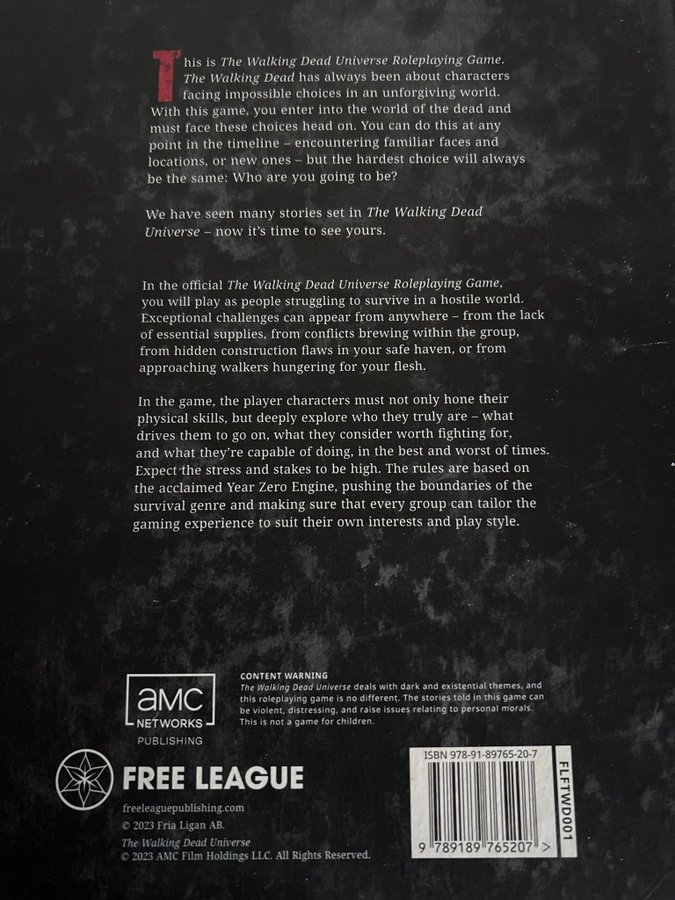 This is The Walking Dead Universe Roleplaying Game.
The Walking Dead has always been about characters
facing impossible choices in an unforgiving world.
With this game, you enter into the world of the dead and
must face these choices head on. You can do this at any
point in the timeline – encountering familiar faces and
locations, or new ones – but the hardest choice will always
be the same: Who are you going to be?
We have seen many stories set in The Walking Dead
Universe – now it's time to see yours.
In the official The Walking Dead Universe Roleplaying Game,
you will play as people struggling to survive in a hostile world.
Exceptional challenges can appear from anywhere – from the lack
of essential supplies, from conflicts brewing within the group,
from hidden construction flaws in your safe haven, or from
approaching walkers hungering for your flesh.
In the game, the player characters must not only hone their
physical skills, but deeply explore who they truly are – what
drives them to go on, what they consider worth fighting for,
and what they're capable of doing, in the best and worst of times.
Expect the stress and stakes to be high. The rules are based on
the acclaimed Year Zero Engine, pushing the boundaries of the
survival genre and making sure that every group can tailor the
gaming experience to suit their own interests and play style.
aMC
NETWORKS
PUBLISHING
CONTENT WARNING
The Walking Dead Universe deals with dark and existential themes, and
this roleplaying game is no different. The stories told in this game can
be violent, distressing, and raise issues relating to personal morals.
This is not a game for children.
FREE LEAGUE
freeleaguepublishing.com
© 2023 Fria Ligan AB.
The Walking Dead Universe
© 2023 AMC Film Holdings LLC. All Rights Reserved.
ISBN 978-91-89765-20-7
9 789189 765207 >
FLFTWD001